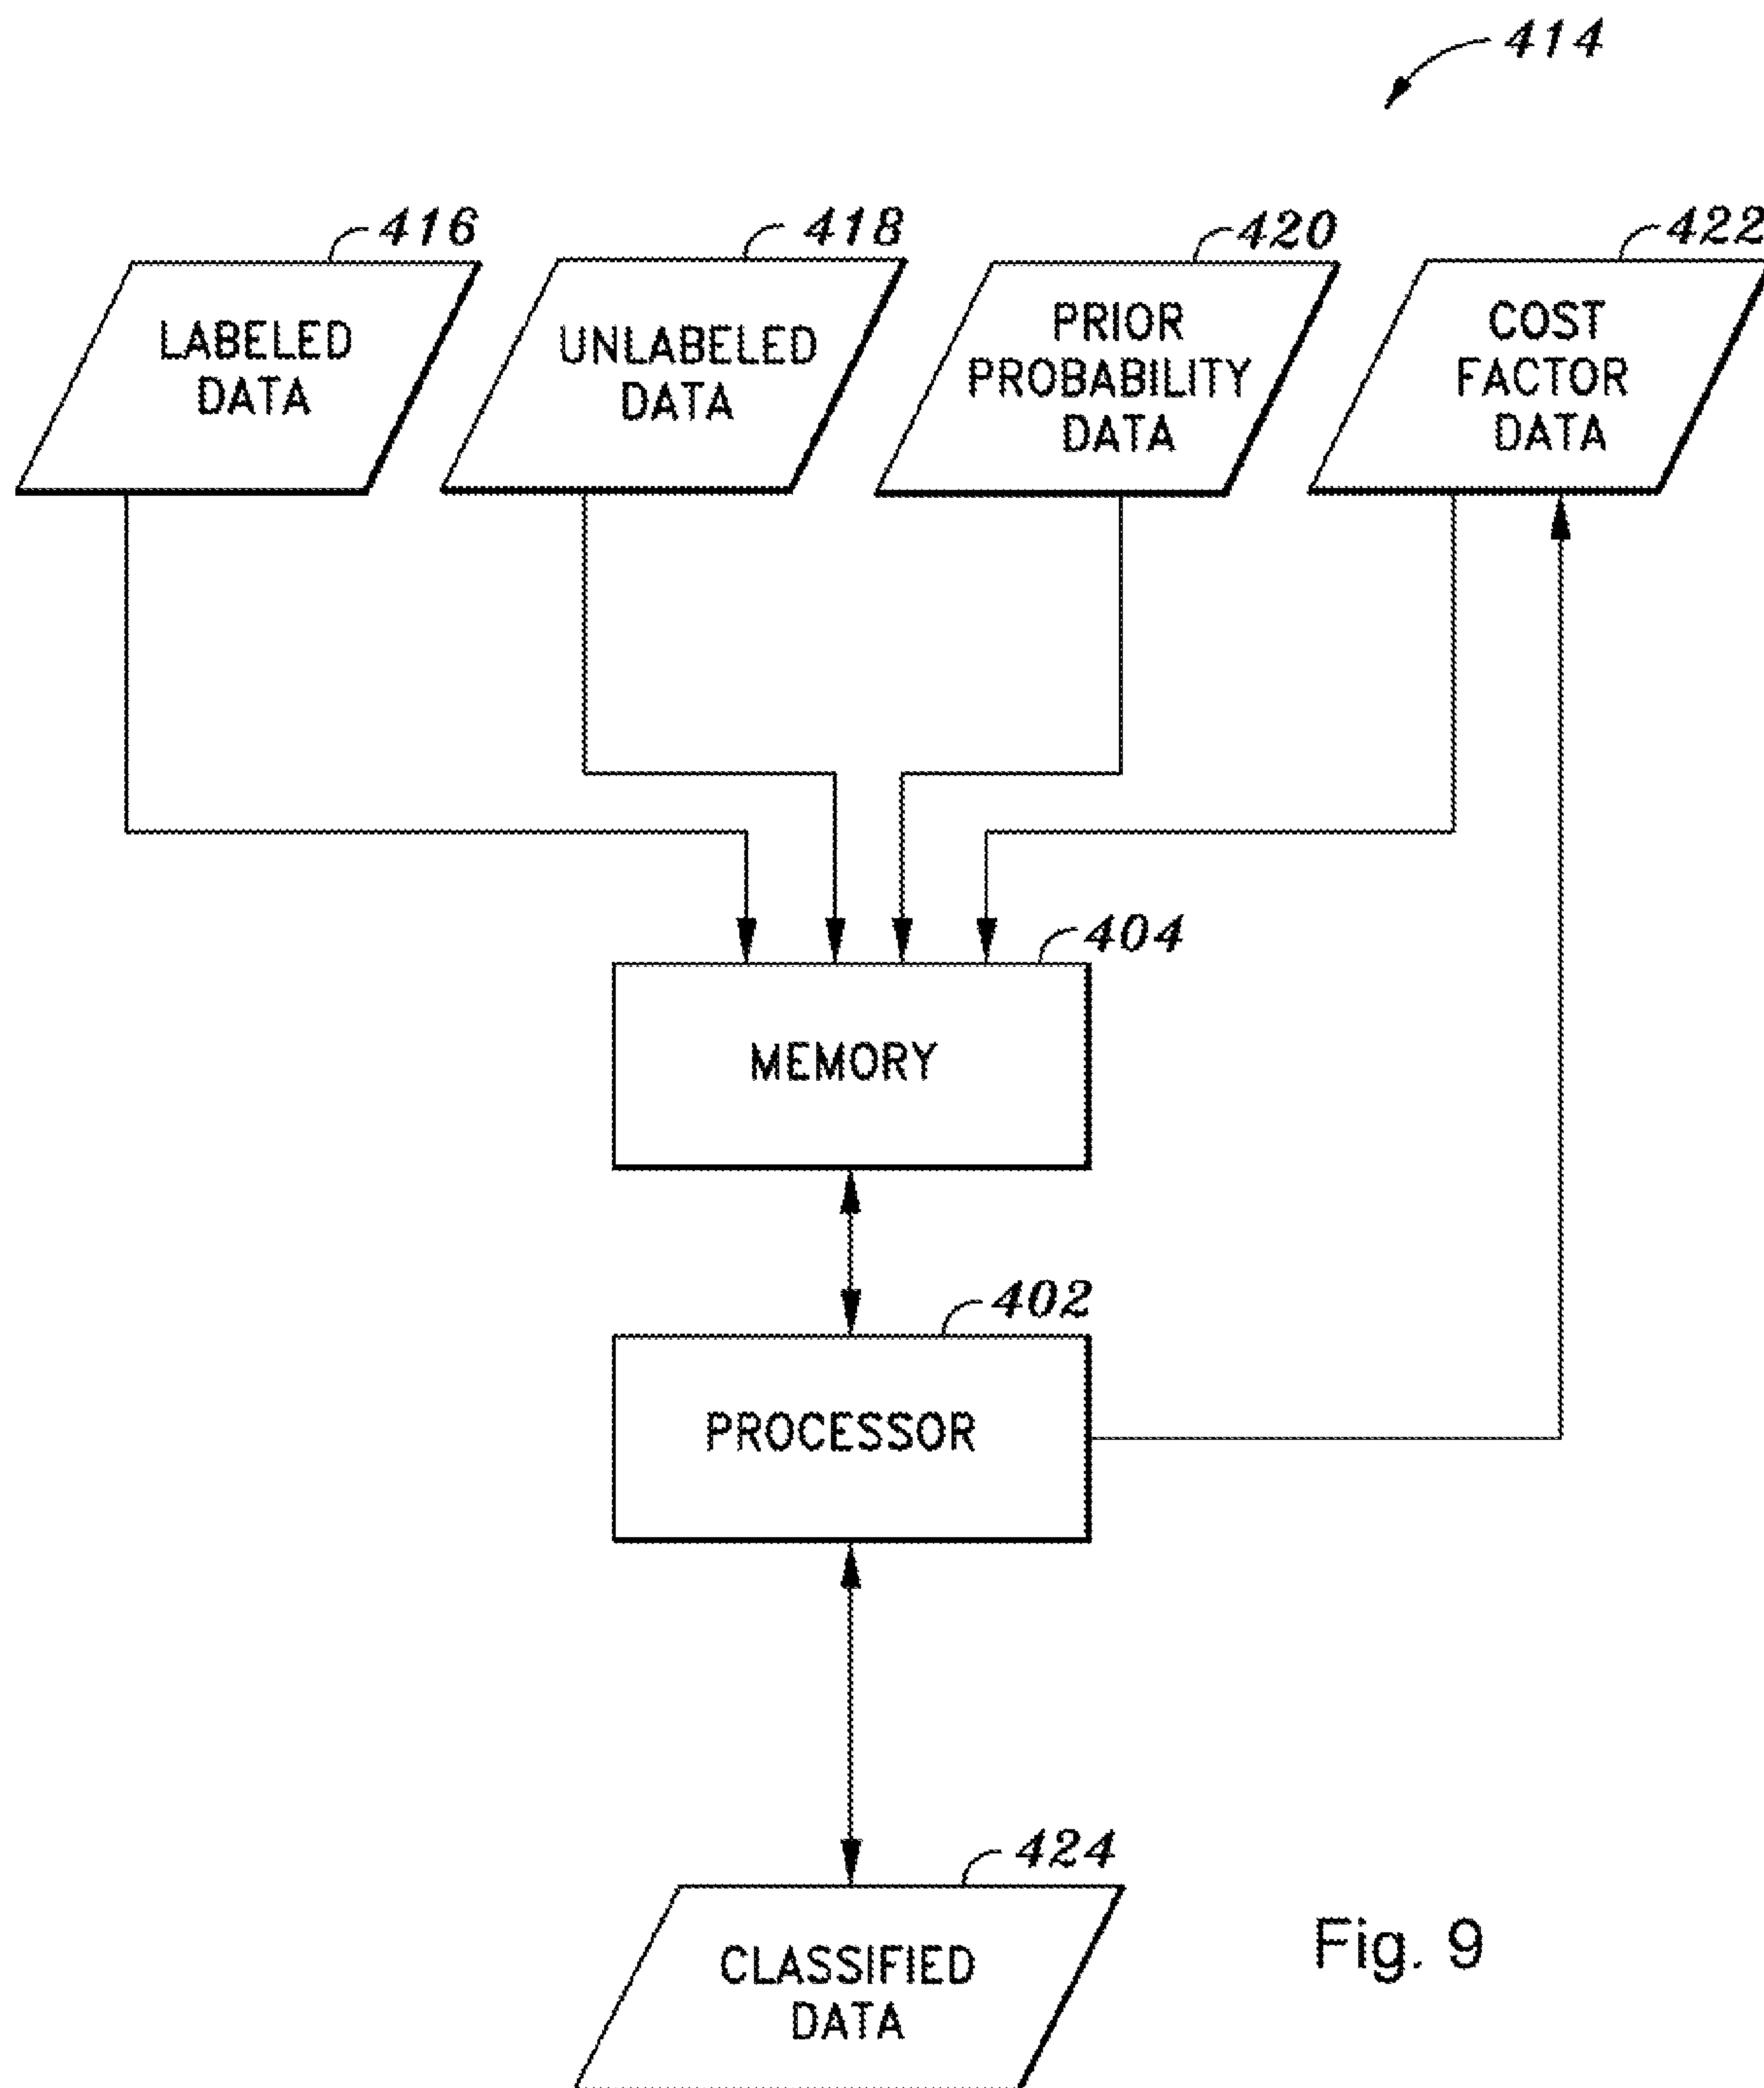 414
416
418
420
422
LABELED
DATA
UNLABELED
DATA
PRIOR
PROBABILITY
DATA
COST
FACTOR
DATA
404
MEMORY
402
PROCESSOR
424
CLASSIFIED
DATA
Fig. 9